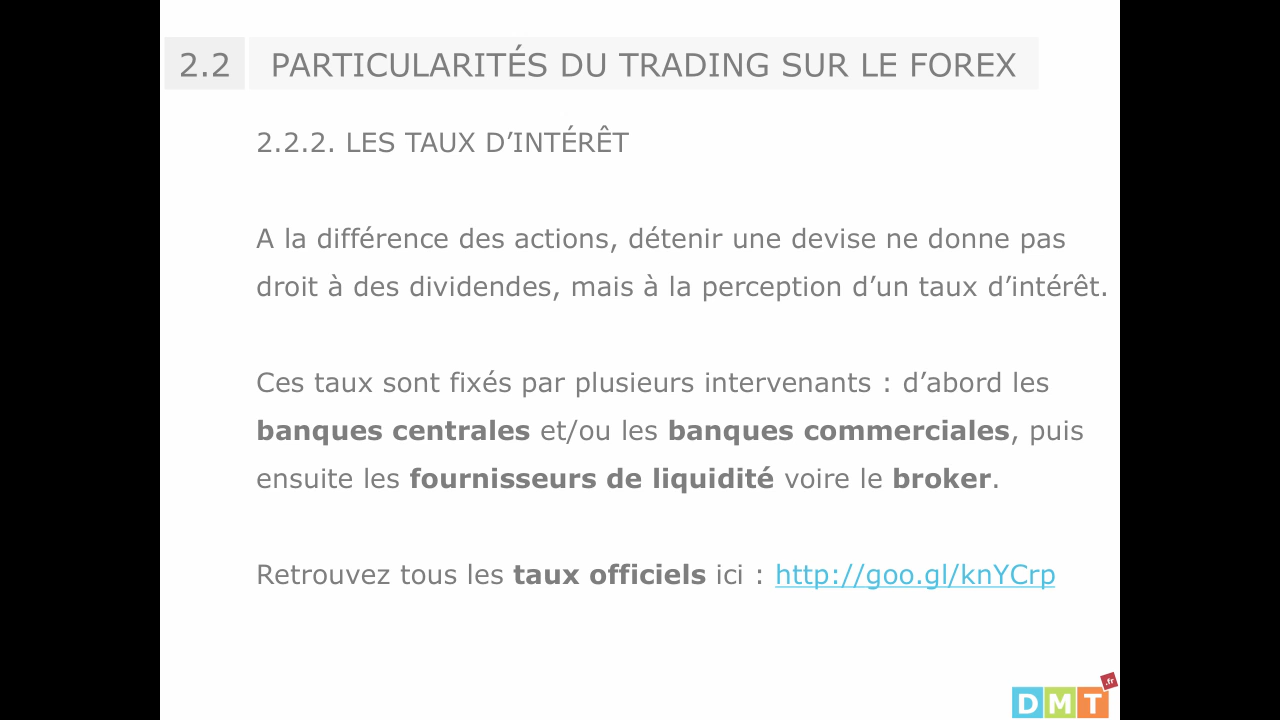 2.2 PARTICULARITÉS DU TRADING SUR LE FOREX
2.2.2. LES TAUX D’INTÉRÊT
A la différence des actions, détenir une devise ne donne pas
droit à des dividendes, mais à la perception d’un taux d’intérêt.
Ces taux sont fixés par plusieurs intervenants : d’abord les
banques centrales et/ou les banques commerciales, puis
ensuite les fournisseurs de liquidité voire le broker.
Retrouvez tous les taux officiels ici : http://goo.gl/knYCrp
.fr
DMT